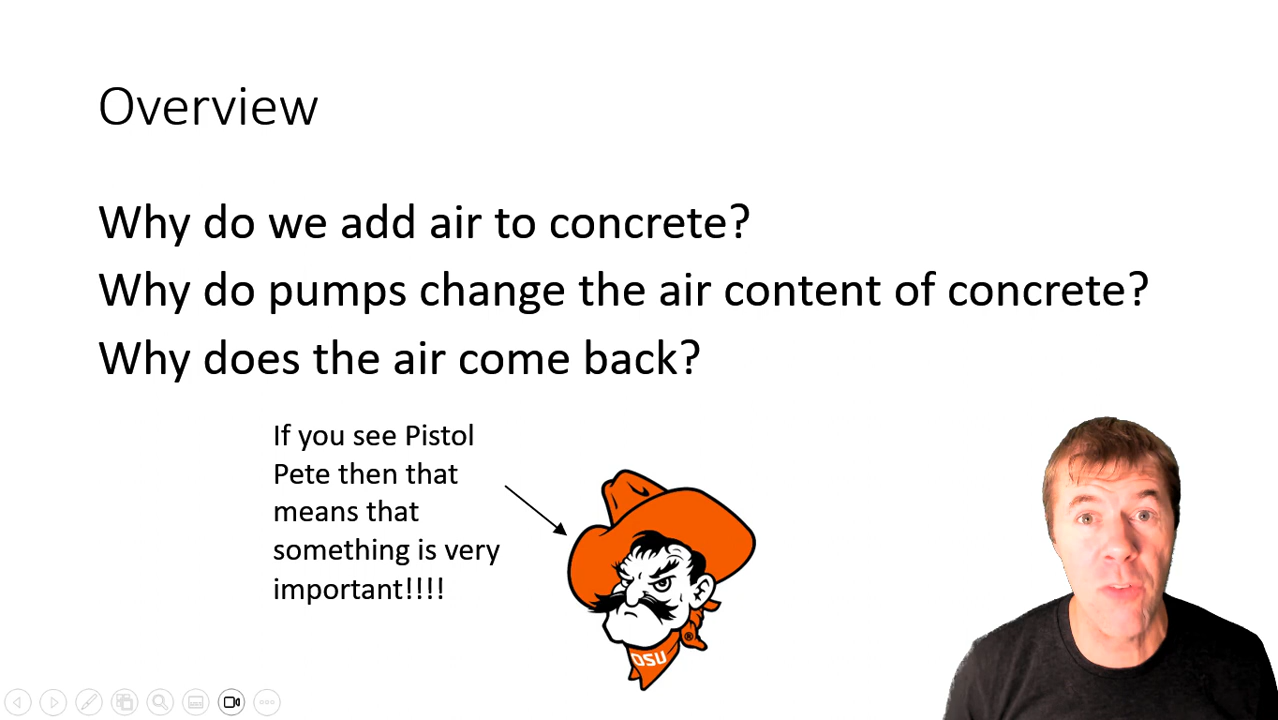 Overview
Why do we add air to concrete?
Why do pumps change the air content of concrete?
Why does the air come back?
If you see Pistol
Pete then that
means that
something is very
important!!!!
OSU
®